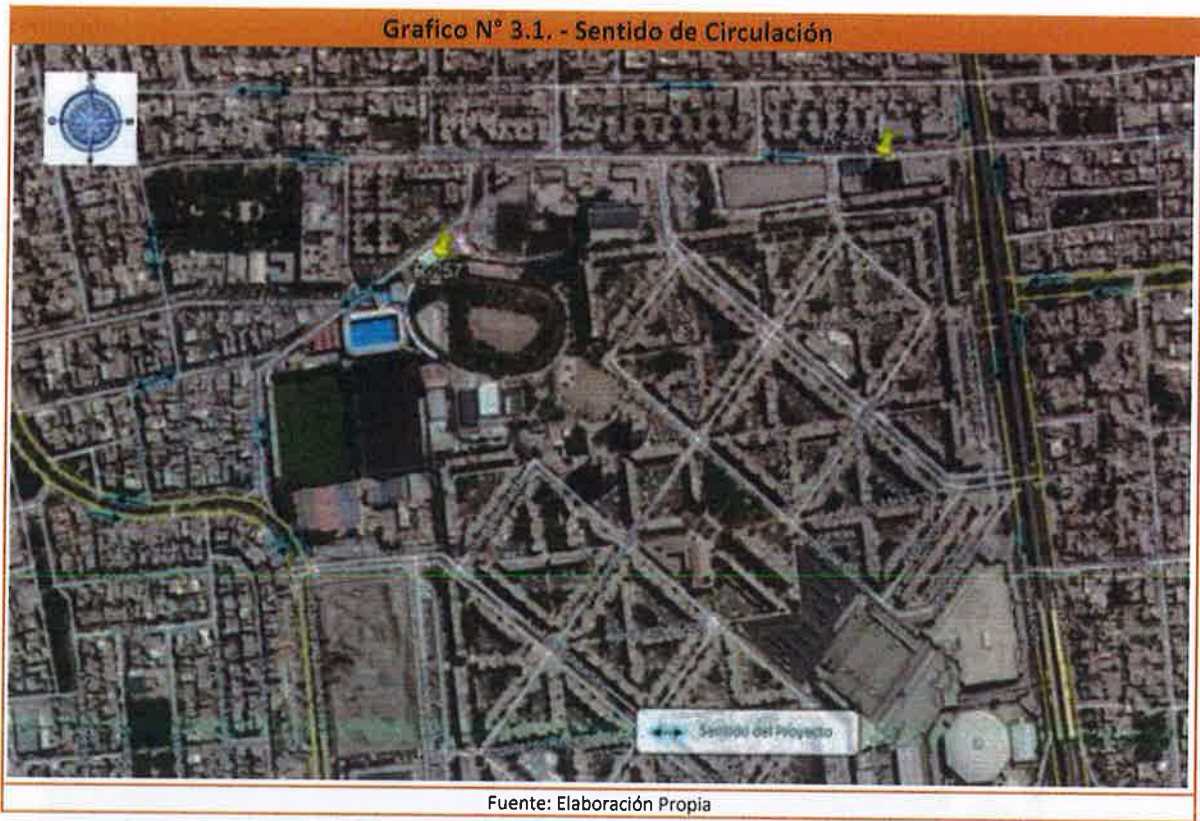 Grafico N° 3.1. - Sentido de Circulación
Sentido del Proyecto
Fuente: Elaboración Propia